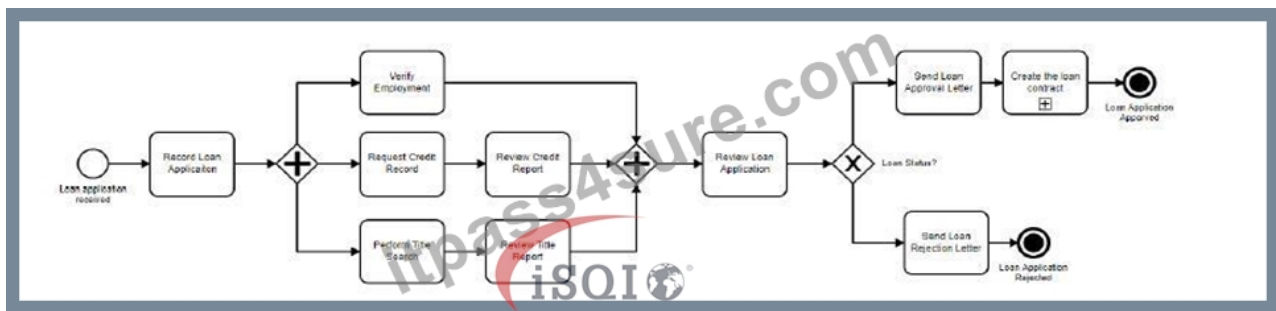 Loan application
received
Record Loan
Application
Verify
Employment
Request Credit
Record
Review Credit
Report
Perform Title
Search
Review Title
Report
Review Loan
Application
Loan Status?
Send Loan
Approval Letter
Create the loan
contract
Loan Application
Apporved
Send Loan
Rejection Letter
Loan Application
Rejected
itpass4sure.com
iSQI